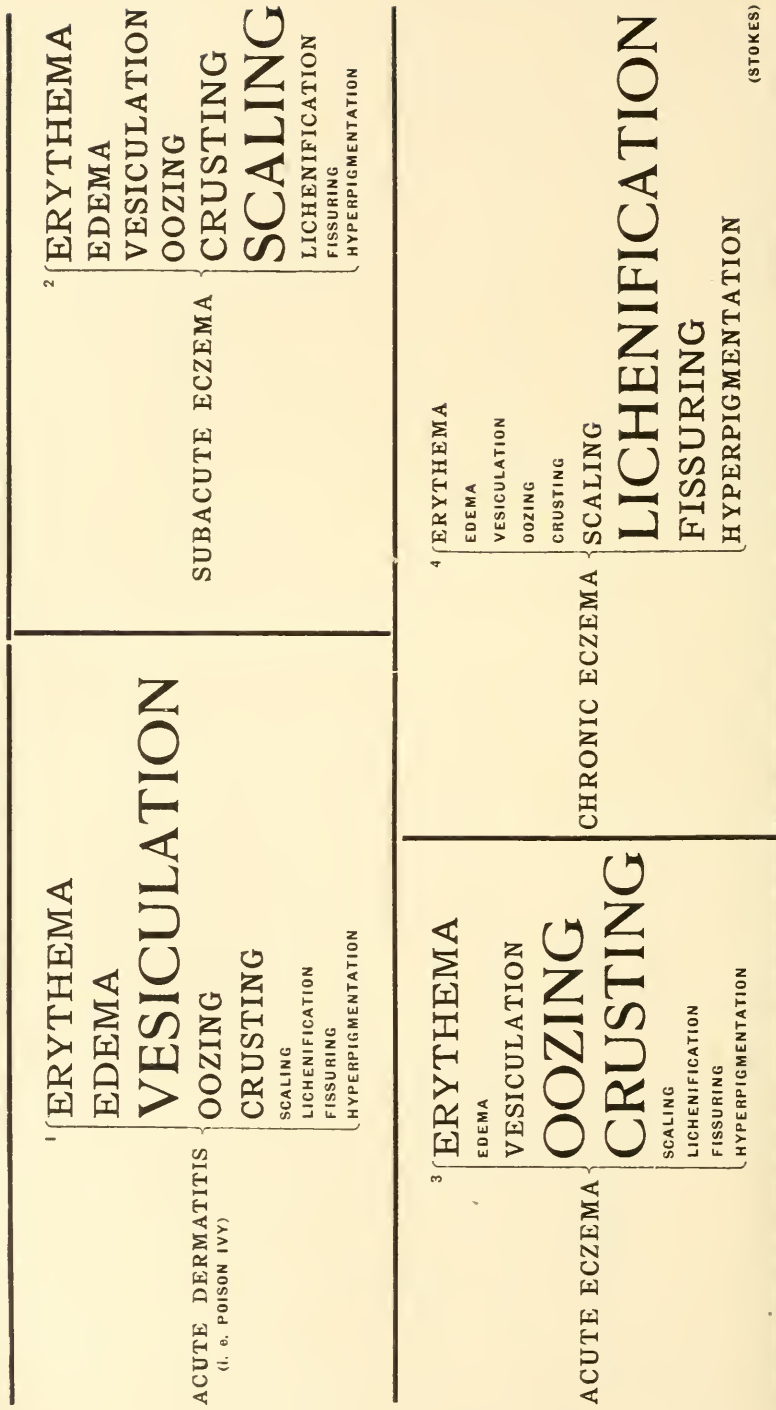 1
ACUTE DERMATITIS
(i. e. POISON IVY)
ERYTHEMA
EDEMA
VESICULATION
OOZING
CRUSTING
SCALING
LICHENIFICATION
FISSURING
HYPERPIGMENTATION
2
SUBACUTE ECZEMA
ERYTHEMA
EDEMA
VESICULATION
OOZING
CRUSTING
SCALING
LICHENIFICATION
FISSURING
HYPERPIGMENTATION
3
ACUTE ECZEMA
ERYTHEMA
EDEMA
VESICULATION
OOZING
CRUSTING
SCALING
LICHENIFICATION
FISSURING
HYPERPIGMENTATION
4
CHRONIC ECZEMA
ERYTHEMA
EDEMA
VESICULATION
OOZING
CRUSTING
SCALING
LICHENIFICATION
FISSURING
HYPERPIGMENTATION
(STOKES)